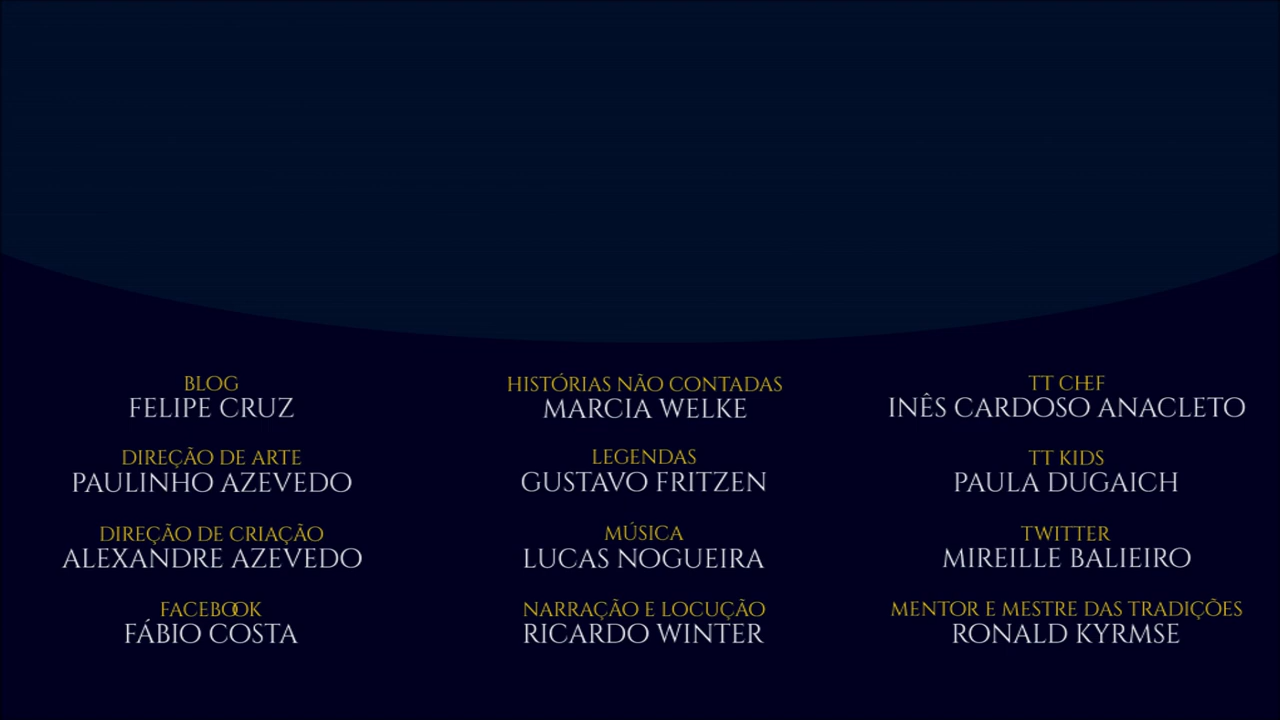 BLOG
FELIPE CRUZ
DIREÇÃO DE ARTE
PAULINHO AZEVEDO
DIREÇÃO DE CRIAÇÃO
ALEXANDRE AZEVEDO
FACEBOOK
FÁBIO COSTA
HISTÓRIAS NÃO CONTADAS
MARCIA WELKE
LEGENDAS
GUSTAVO FRITZEN
MÚSICA
LUCAS NOGUEIRA
NARRAÇÃO E LOCUÇÃO
RICARDO WINTER
TT CHEF
INÊS CARDOSO ANACLETO
TT KIDS
PAULA DUGAICH
TWITTER
MIREILLE BALIEIRO
MENTOR E MESTRE DAS TRADIÇÕES
RONALD KYRMSE